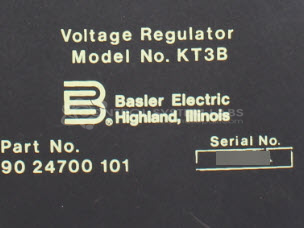 Voltage Regulator
Model No. KT3B
B® Basler Electric
Highland, Illinois
Part No.
90 24700 101
Serial No.